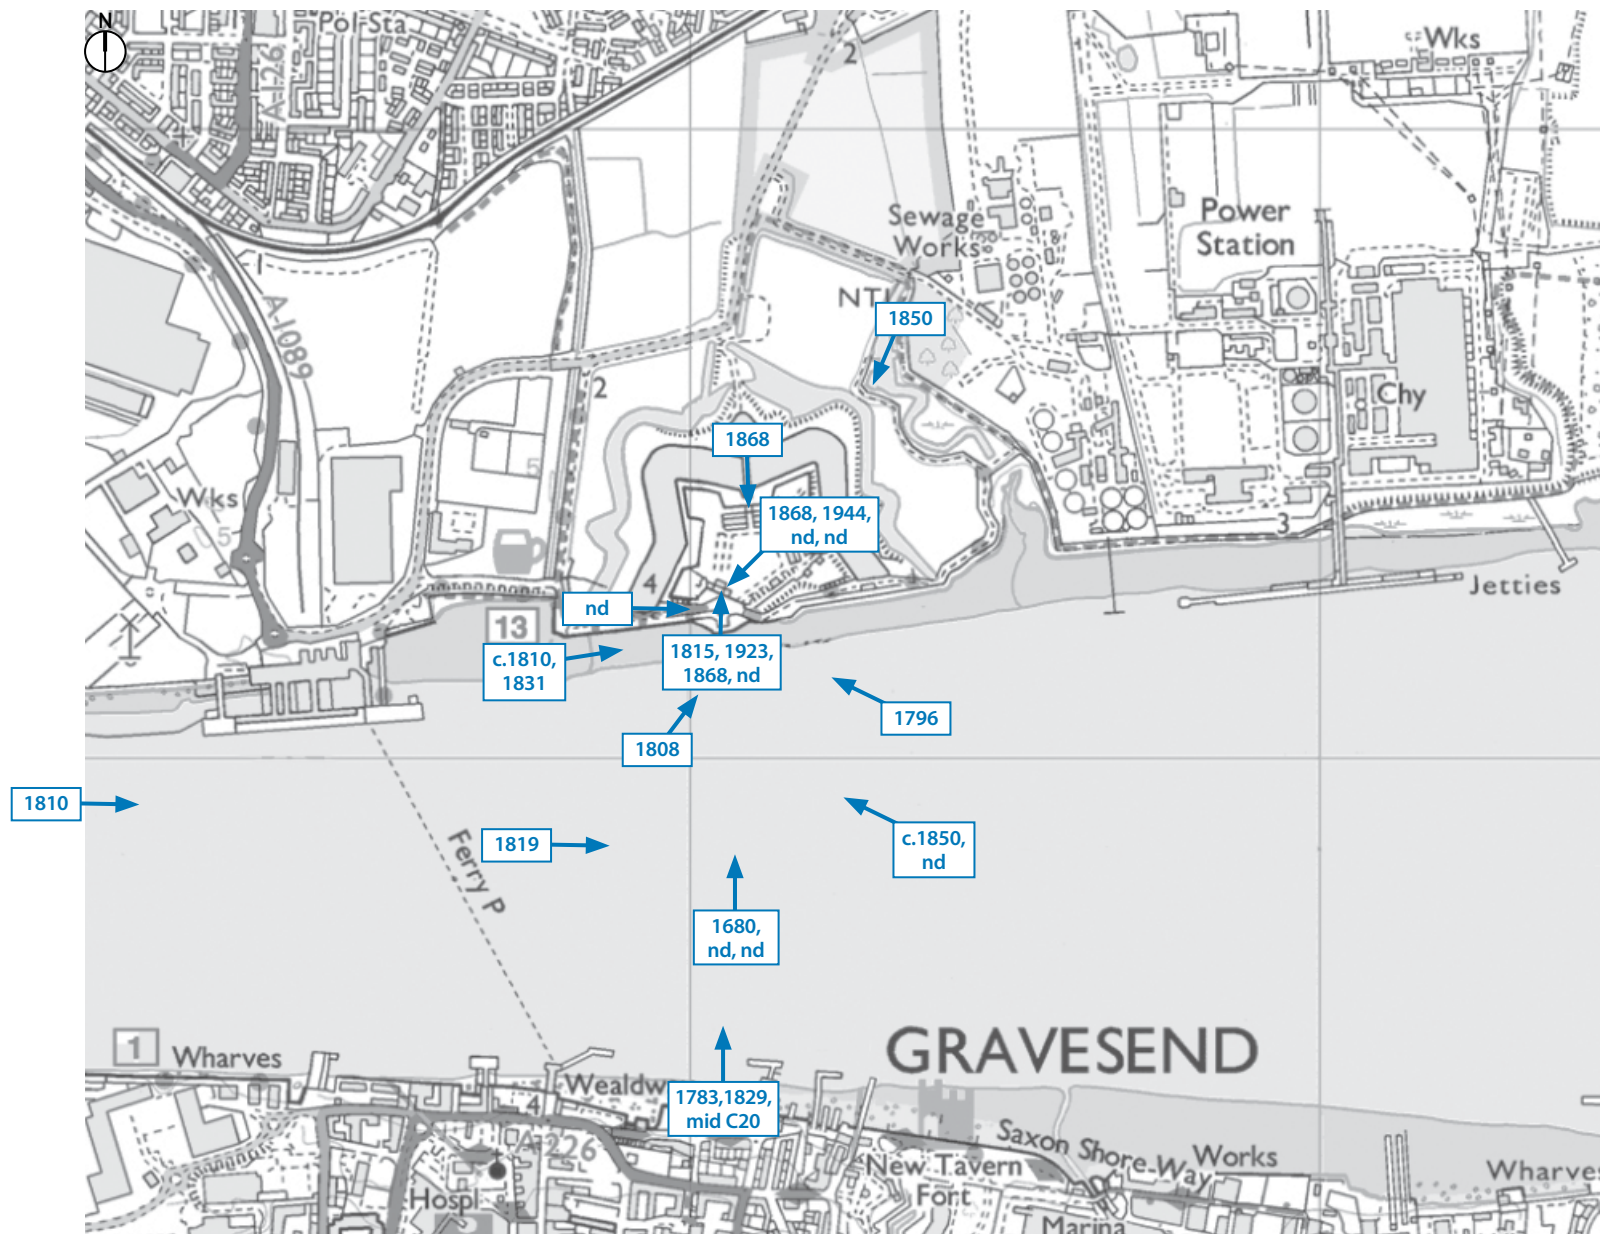 N
Pol Sta
A126
2
Wks
Sewage
Works
Power
Station
1
A1089
NTL
1850
2
Chy
1868
5
Wks
5
1868, 1944,
nd, nd
3
4
nd
Jetties
13
c.1810,
1831
1815, 1923,
1868, nd
1796
1808
1810
Ferry P
1819
c.1850,
nd
1680,
nd, nd
GRAVESEND
1
Wharves
Wealdw
4
1783,1829,
mid C20
A226
Saxon Shore Way
Works
Wharves
New Tavern
Fort
Hospl
Marina